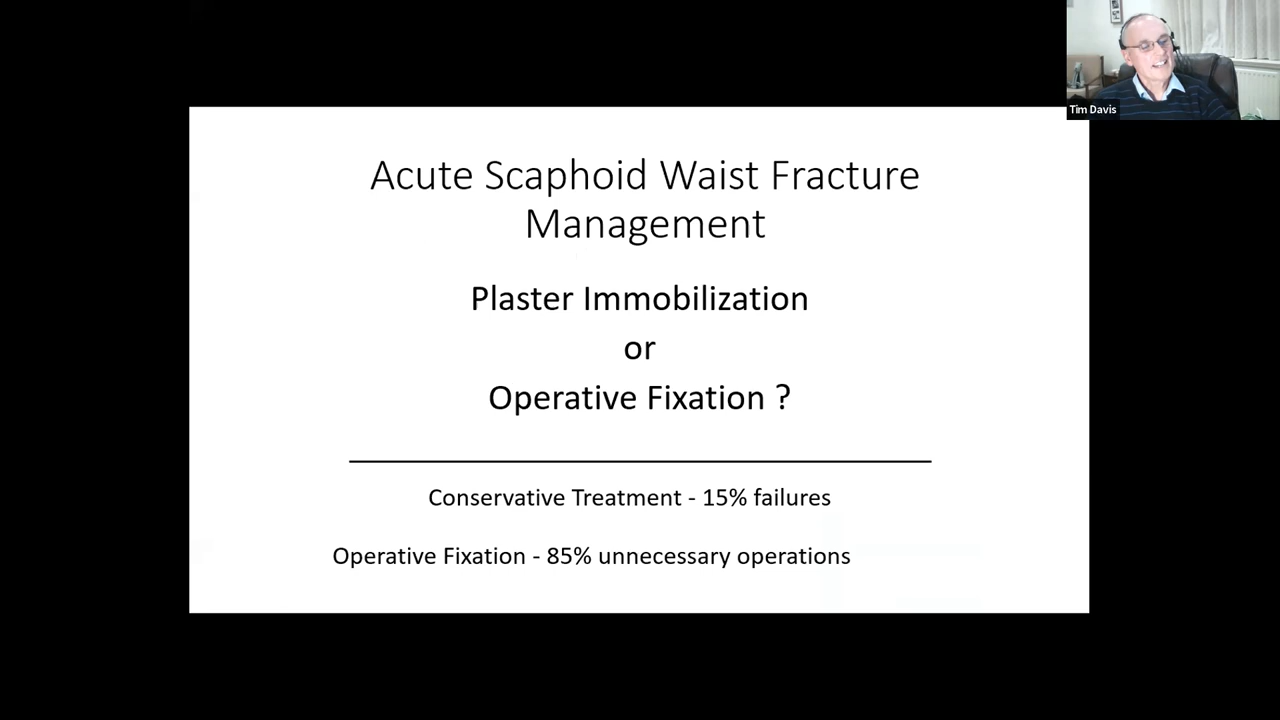 Tim Davis
Acute Scaphoid Waist Fracture
Management
Plaster Immobilization
or
Operative Fixation ?
Conservative Treatment - 15% failures
Operative Fixation - 85% unnecessary operations